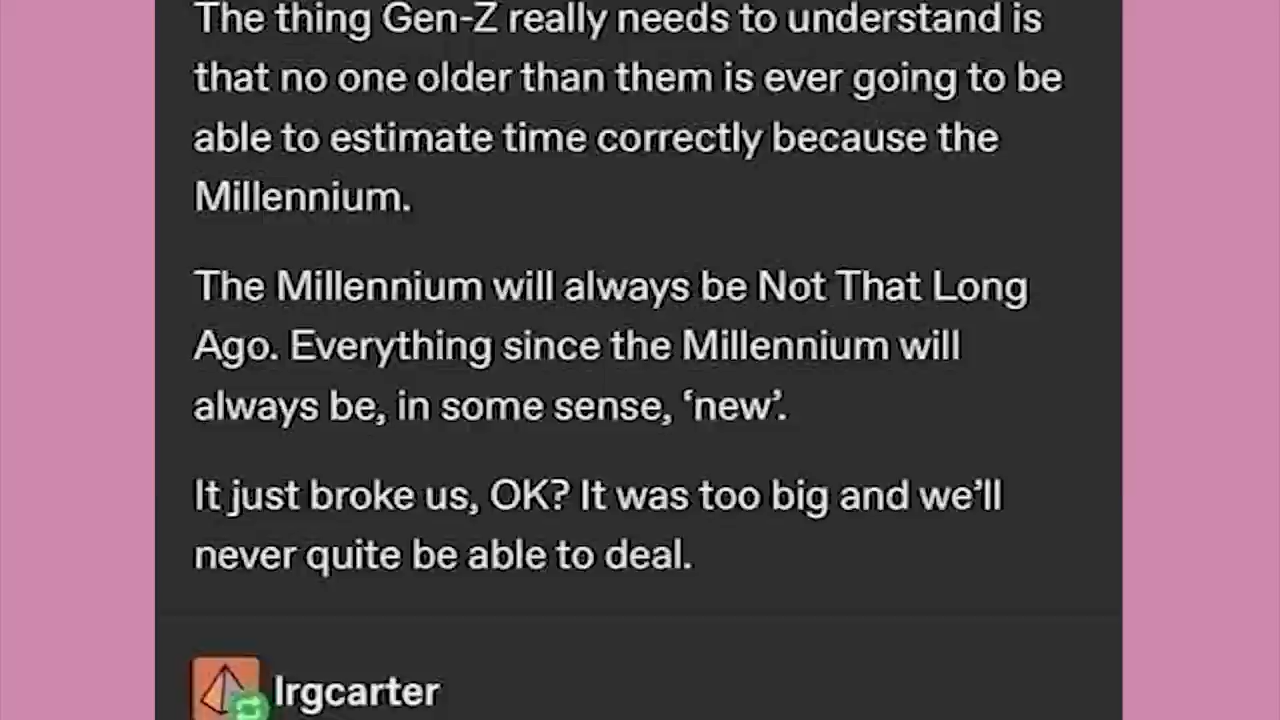 The thing Gen-Z really needs to understand is
that no one older than them is ever going to be
able to estimate time correctly because the
Millennium.
The Millennium will always be Not That Long
Ago. Everything since the Millennium will
always be, in some sense, ‘new’.
It just broke us, OK? It was too big and we’ll
never quite be able to deal.
lrgcarter